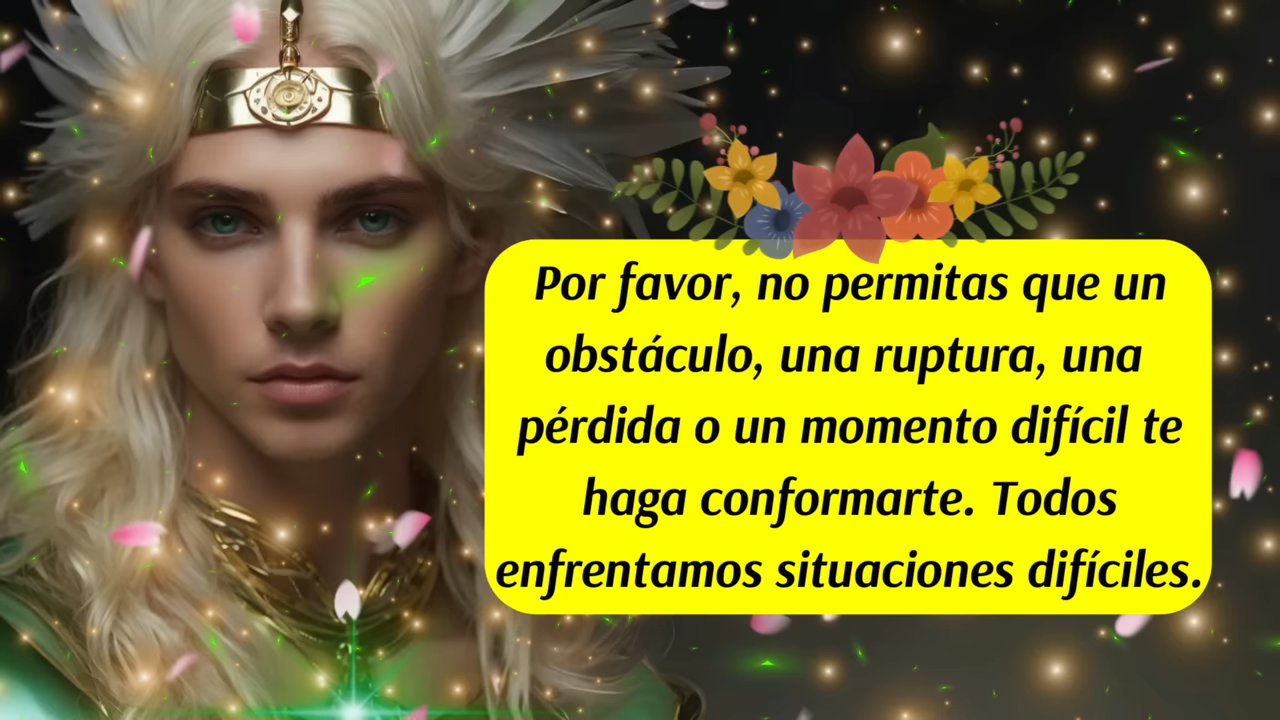 Por favor, no permitas que un
obstáculo, una ruptura, una
pérdida o un momento difícil te
haga conformarte. Todos
enfrentamos situaciones difíciles.